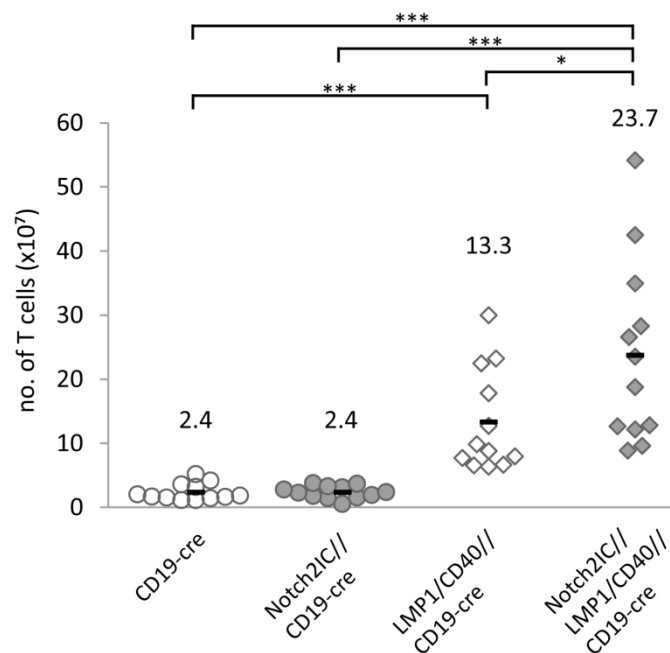 ***
***
*
***
60
50
40
30
20
10
0
no. of T cells (x10⁷)
2.4
2.4
13.3
23.7
CD19-cre
Notch2IC//
CD19-cre
LMP1/CD40//
CD19-cre
Notch2IC//
LMP1/CD40//
CD19-cre